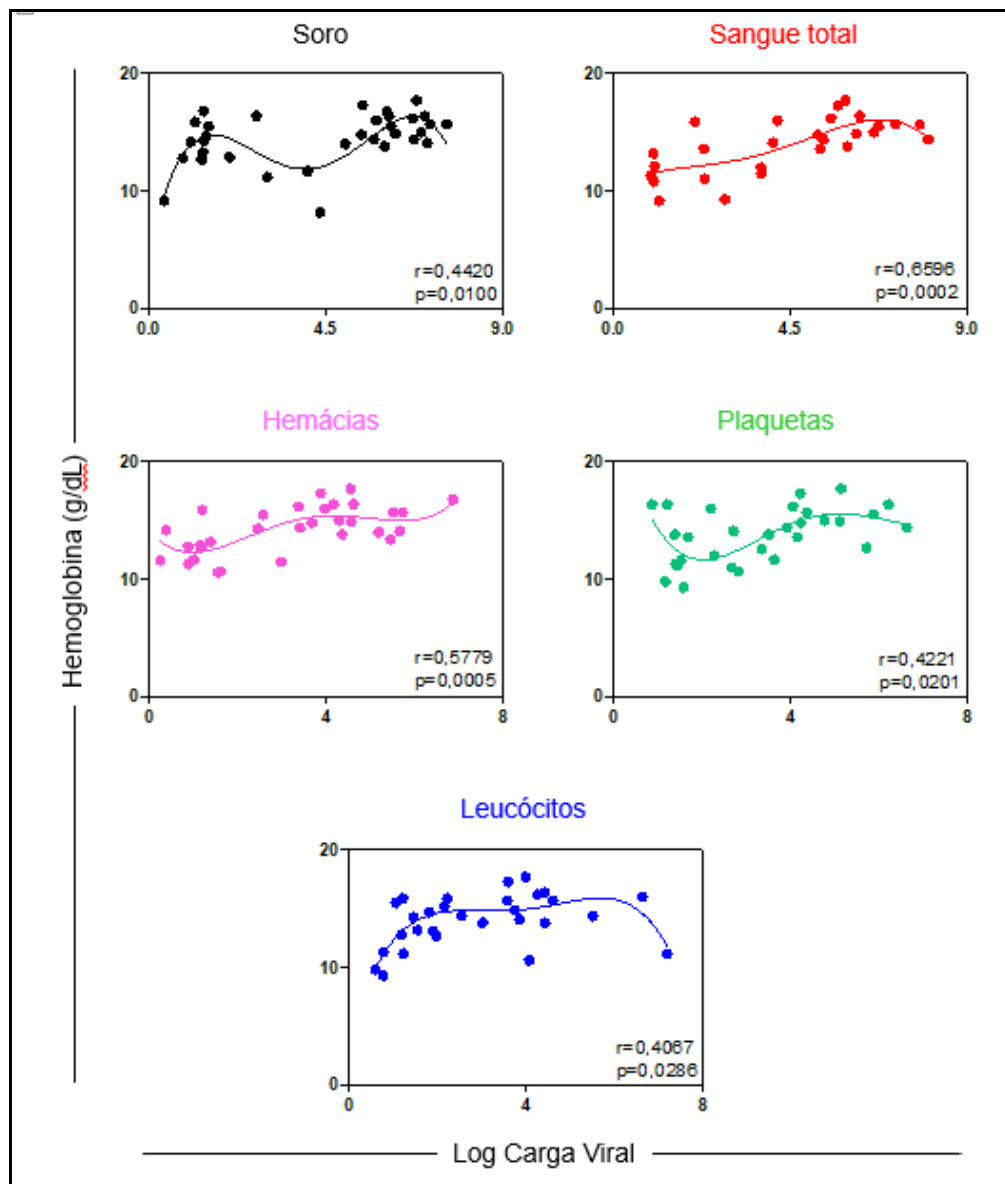 Soro
Sangue total
20
10
0
r=0,4420
p=0,0100
0.0
4.5
9.0
20
10
0
r=0,6596
p=0,0002
0.0
4.5
9.0
Hemoglobina (g/dL)
Hemácias
Plaquetas
20
10
0
r=0,5779
p=0,0005
0
4
8
20
10
0
r=0,4221
p=0,0201
0
4
8
Leucócitos
20
10
0
r=0,4067
p=0,0286
0
4
8
Log Carga Viral